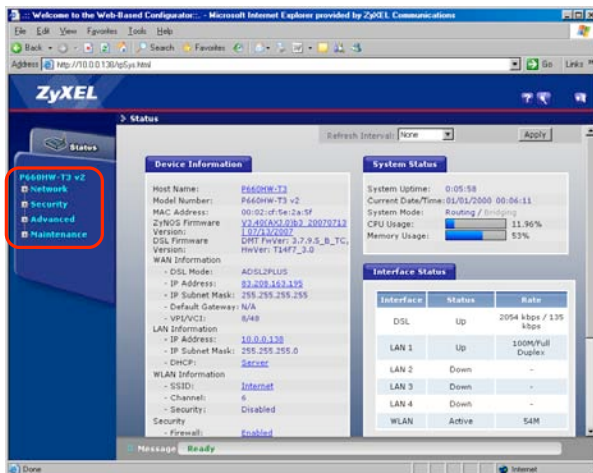 .:: Welcome to the Web-Based Configurator::. - Microsoft Internet Explorer provided by ZyXEL Communications
File Edit View Favorites Tools Help
Back Search Favorites
Address http://10.0.0.138/rpSys.html Go Links »
ZyXEL
> Status
Refresh Interval: None Apply
Status
P660HW-T3 v2
Network
Security
Advanced
Maintenance
Device Information
Host Name: P660HW-T3
Model Number: P660HW-T3 v2
MAC Address: 00:02:cf:5e:2a:5f
ZyNOS Firmware Version: V3.40(AXJ.0)b3_20070713 | 07/13/2007
DSL Firmware Version: DMT FwVer: 3.7.9.5_B_TC, HwVer: T14F7_3.0
WAN Information
- DSL Mode: ADSL2PLUS
- IP Address: 83.209.163.195
- IP Subnet Mask: 255.255.255.255
- Default Gateway: N/A
- VPI/VCI: 8/48
LAN Information
- IP Address: 10.0.0.138
- IP Subnet Mask: 255.255.255.0
- DHCP: Server
WLAN Information
- SSID: Internet
- Channel: 6
- Security: Disabled
Security
- Firewall: Enabled
System Status
System Uptime: 0:05:58
Current Date/Time: 01/01/2000 00:06:11
System Mode: Routing / Bridging
CPU Usage: 11.96%
Memory Usage: 53%
Interface Status
Interface Status Rate
DSL Up 2054 kbps / 135 kbps
LAN 1 Up 100M/Full Duplex
LAN 2 Down -
LAN 3 Down -
LAN 4 Down -
WLAN Active 54M
Message Ready
Done Internet